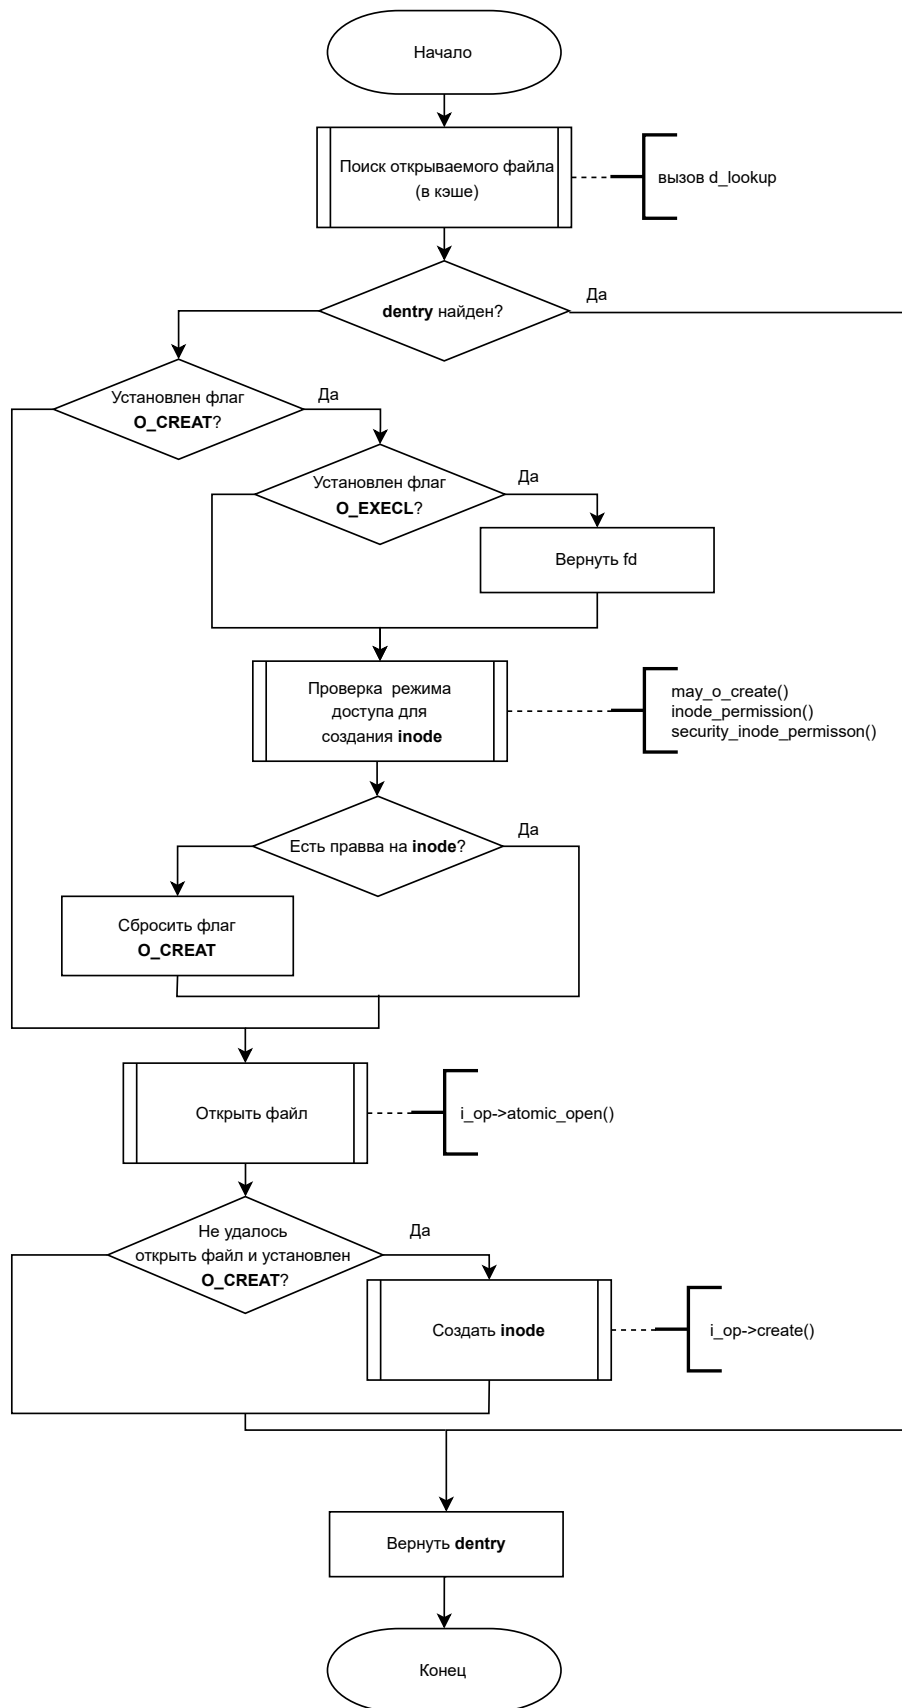 Начало
Поиск открываемого файла
(в кэше)
вызов d_lookup
dentry найден?
Да
Установлен флаг
O_CREAT?
Да
Установлен флаг
O_EXECL?
Да
Вернуть fd
Проверка режима
доступа для
создания inode
may_o_create()
inode_permission()
security_inode_permisson()
Есть правва на inode?
Да
Сбросить флаг
O_CREAT
Открыть файл
i_op->atomic_open()
Не удалось
открыть файл и установлен
O_CREAT?
Да
Создать inode
i_op->create()
Вернуть dentry
Конец